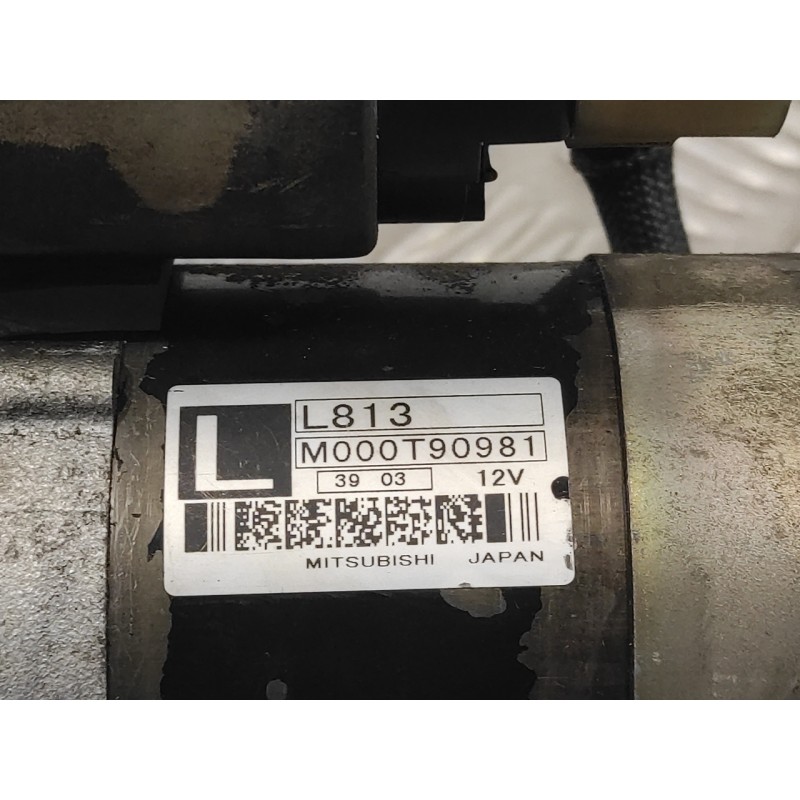 L
L813
M000T90981
39 03 12V
MITSUBISHI JAPAN